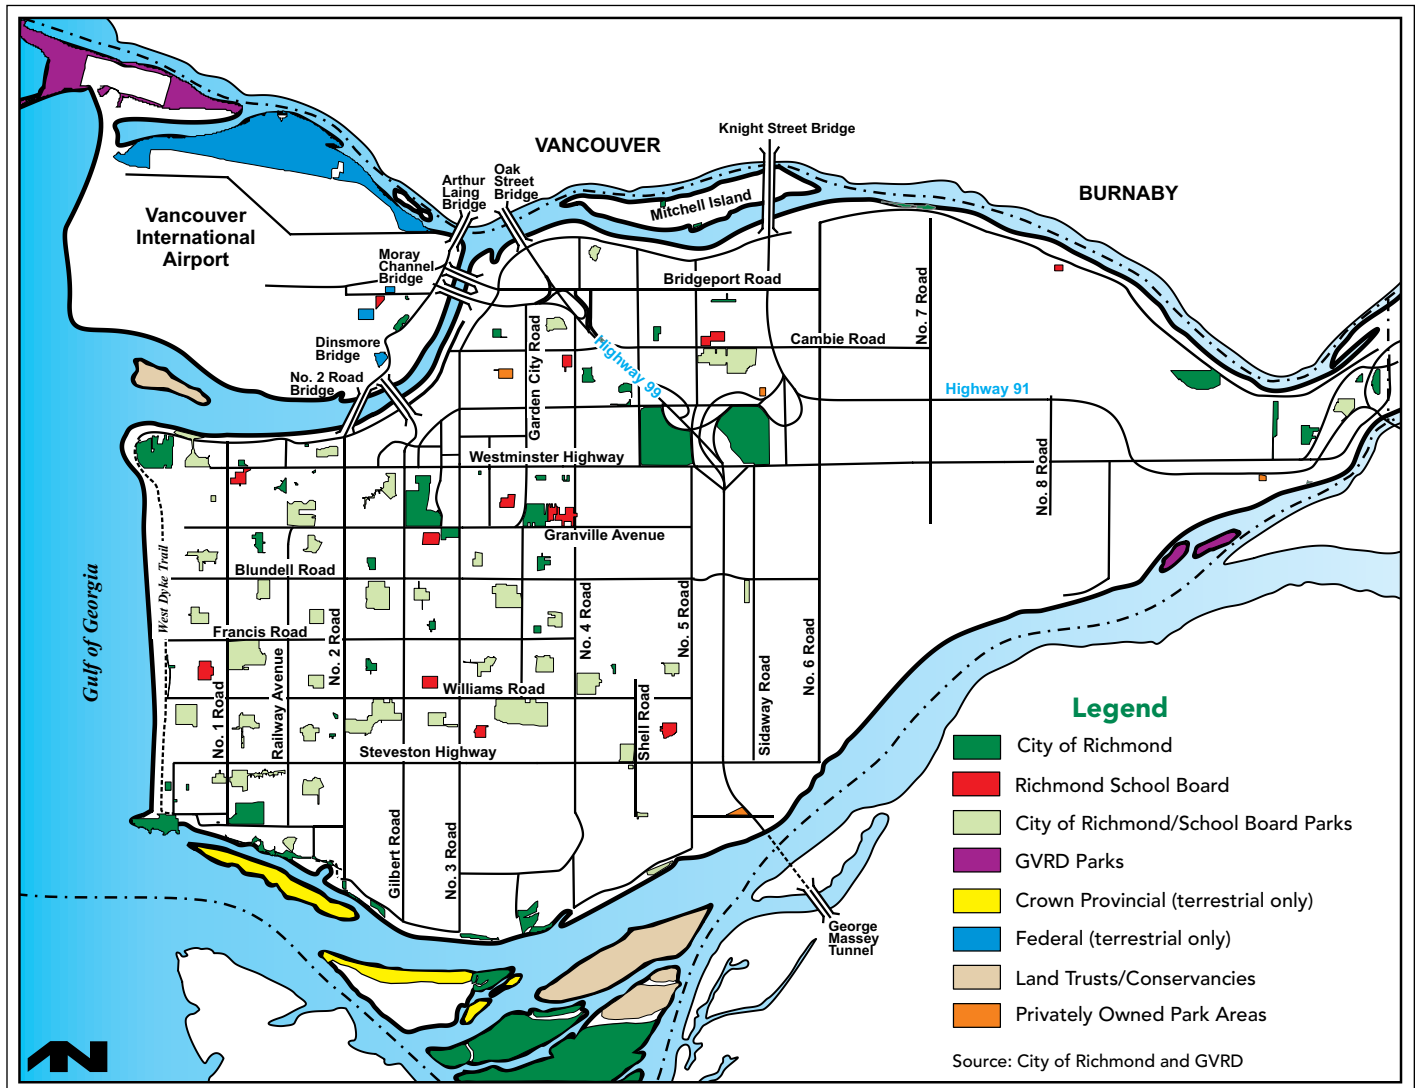 VANCOUVER
Knight Street Bridge
BURNABY
Arthur
Laing
Bridge
Oak
Street
Bridge
Mitchell Island
Vancouver
International
Airport
Moray
Channel
Bridge
Bridgeport Road
No. 7 Road
Garden City Road
Cambie Road
Dinsmore
Bridge
No. 2 Road
Bridge
Highway 99
Highway 91
Westminster Highway
No. 8 Road
Granville Avenue
West Dyke Trail
Blundell Road
Gulf of Georgia
Francis Road
No. 2 Road
No. 4 Road
No. 5 Road
No. 6 Road
Williams Road
No. 1 Road
Railway Avenue
Shell Road
Sidaway Road
Steveston Highway
Gilbert Road
No. 3 Road
George
Massey
Tunnel
Legend
City of Richmond
Richmond School Board
City of Richmond/School Board Parks
GVRD Parks
Crown Provincial (terrestrial only)
Federal (terrestrial only)
Land Trusts/Conservancies
Privately Owned Park Areas
Source: City of Richmond and GVRD
N